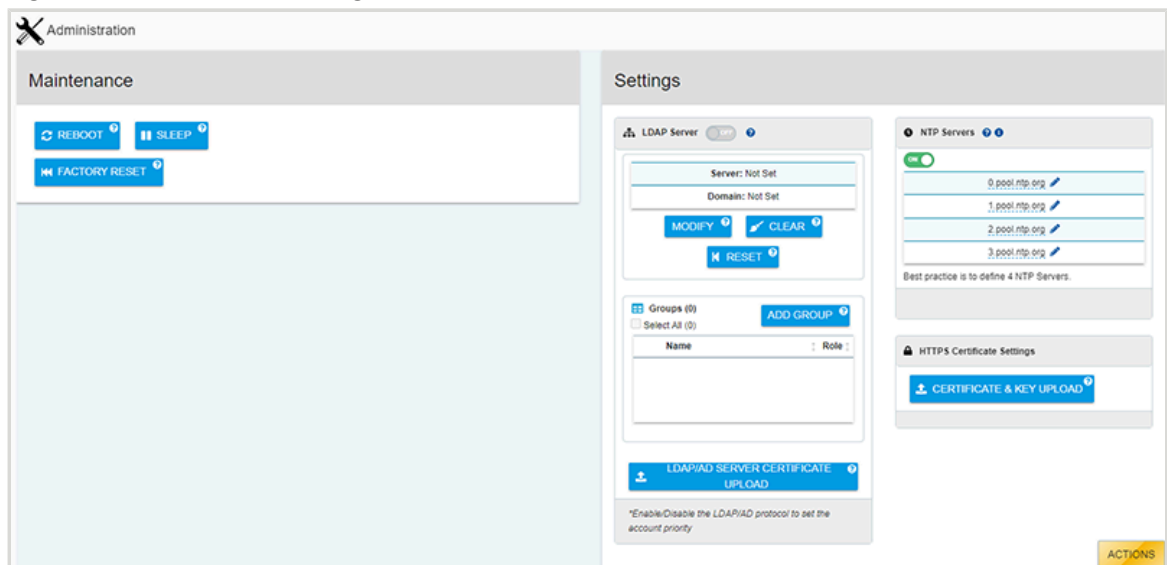 Administration
Maintenance
REBOOT ?
SLEEP ?
FACTORY RESET ?
Settings
LDAP Server OFF ?
Server: Not Set
Domain: Not Set
MODIFY ?
CLEAR ?
RESET ?
Groups (0)
Select All (0)
ADD GROUP ?
Name Role
LDAP/AD SERVER CERTIFICATE ?
UPLOAD
*Enable/Disable the LDAP/AD protocol to set the
account priority
NTP Servers ?
ON
0.pool.ntp.org
1.pool.ntp.org
2.pool.ntp.org
3.pool.ntp.org
Best practice is to define 4 NTP Servers.
HTTPS Certificate Settings
CERTIFICATE & KEY UPLOAD ?
ACTIONS